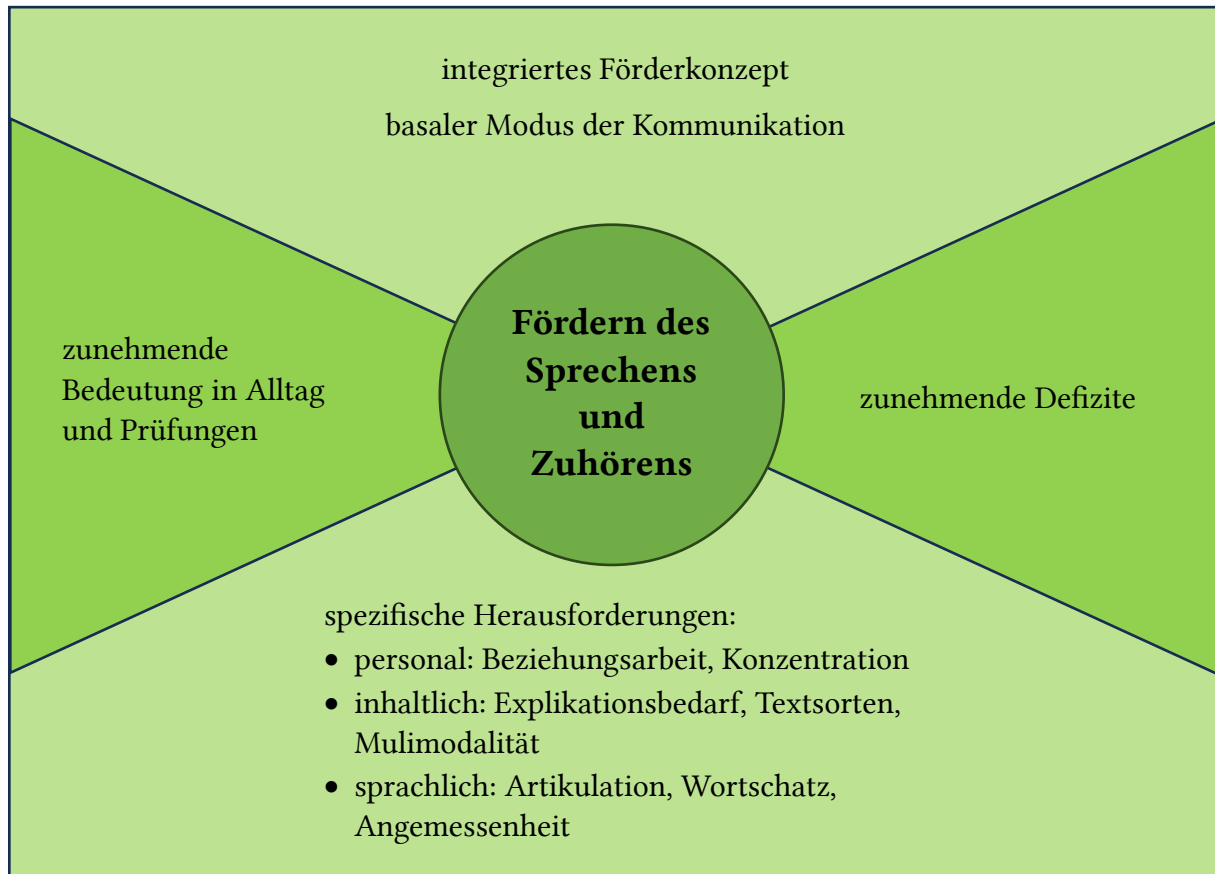 integriertes Förderkonzept
basaler Modus der Kommunikation
zunehmende
Bedeutung in Alltag
und Prüfungen
Fördern des
Sprechens
und
Zuhörens
zunehmende Defizite
spezifische Herausforderungen:
• personal: Beziehungsarbeit, Konzentration
• inhaltlich: Explikationsbedarf, Textsorten,
Mulimodalität
• sprachlich: Artikulation, Wortschatz,
Angemessenheit